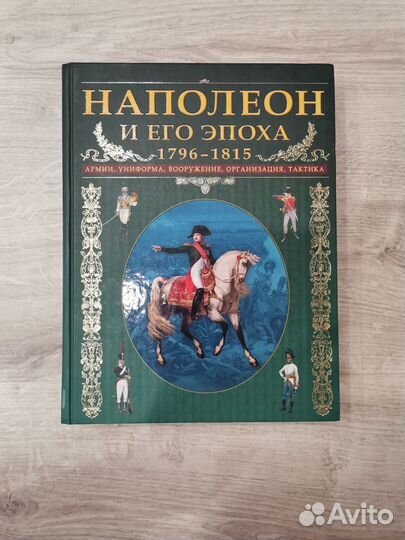 НАПОЛЕОН
И ЕГО ЭПОХА
1796-1815
АРМИИ, УНИФОРМА, ВООРУЖЕНИЕ, ОРГАНИЗАЦИЯ, ТАКТИКА
Avito